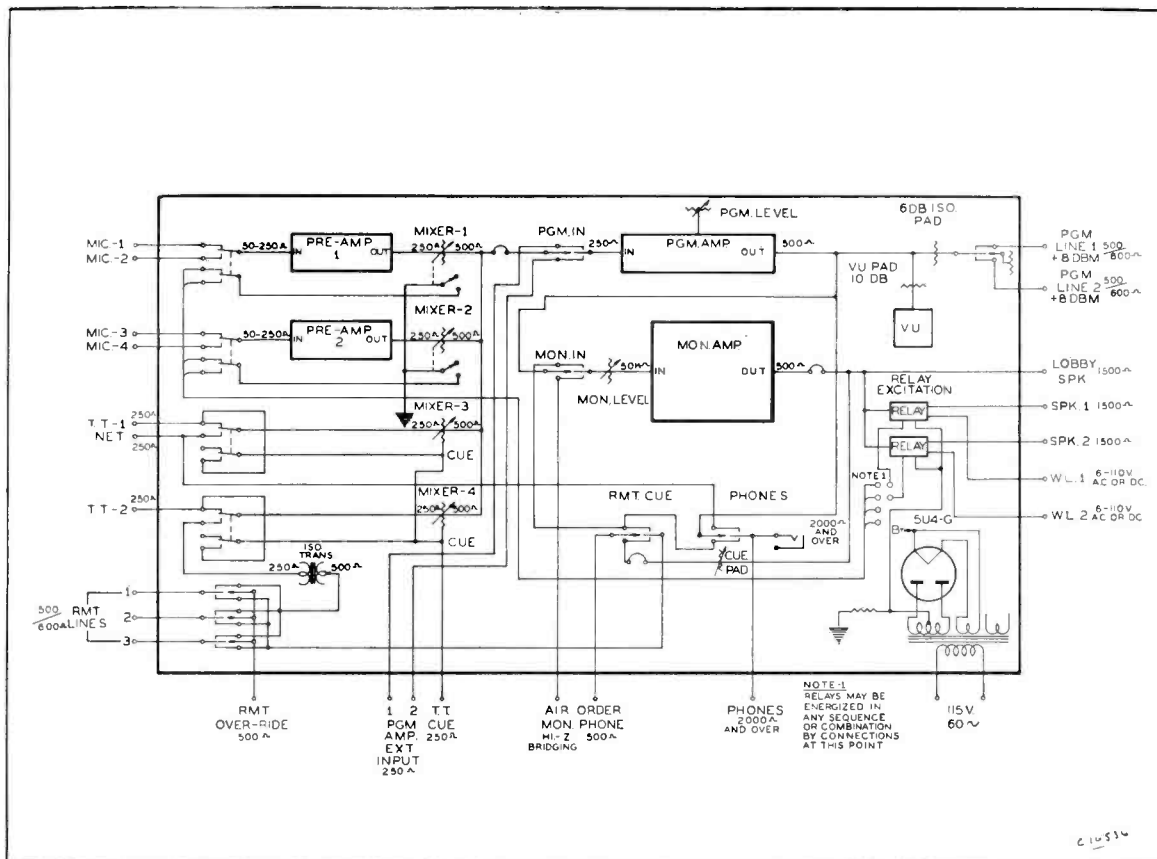 6 DB ISO.
PAD
PGM. LEVEL
MIC-1
MIC-2
50-250Ω
IN
PRE-AMP
1
OUT
MIXER-1
250Ω
500Ω
PGM. IN
250Ω
IN
PGM. AMP
OUT
500Ω
VU PAD
10 DB
VU
PGM
LINE 1 500/600Ω
+8 DBM
PGM
LINE 2 500/600Ω
+8 DBM
MIC-3
MIC-4
50-250Ω
IN
PRE-AMP
2
OUT
MIXER-2
250Ω
500Ω
MON. IN
MON. LEVEL
50Ω
IN
MON. AMP
OUT
500Ω
LOBBY
SPK 1500Ω
RELAY
EXCITATION
RELAY
SPK. 1 1500Ω
RELAY
SPK. 2 1500Ω
NOTE 1
WL. 1 6-110V
AC OR DC.
WL 2 6-110V
AC OR DC
250Ω
T.T-1
NET
250Ω
MIXER-3
250Ω
500Ω
CUE
250Ω
T T-2
MIXER-4
250Ω
500Ω
CUE
RMT. CUE
PHONES
2000Ω
AND
OVER
CUE
PAD
5U4-G
B+
ISO
TRANS
250Ω
500Ω
500/600Ω
RMT
LINES
1
2
3
RMT
OVER-RIDE
500Ω
1 2
PGM
AMP.
EXT
INPUT
250Ω
T.T.
CUE
250Ω
AIR
MON
HI.-Z
BRIDGING
ORDER
PHONE
500Ω
PHONES
2000Ω
AND OVER
NOTE-1
RELAYS MAY BE
ENERGIZED IN
ANY SEQUENCE
OR COMBINATION
BY CONNECTIONS
AT THIS POINT
115 V.
60~